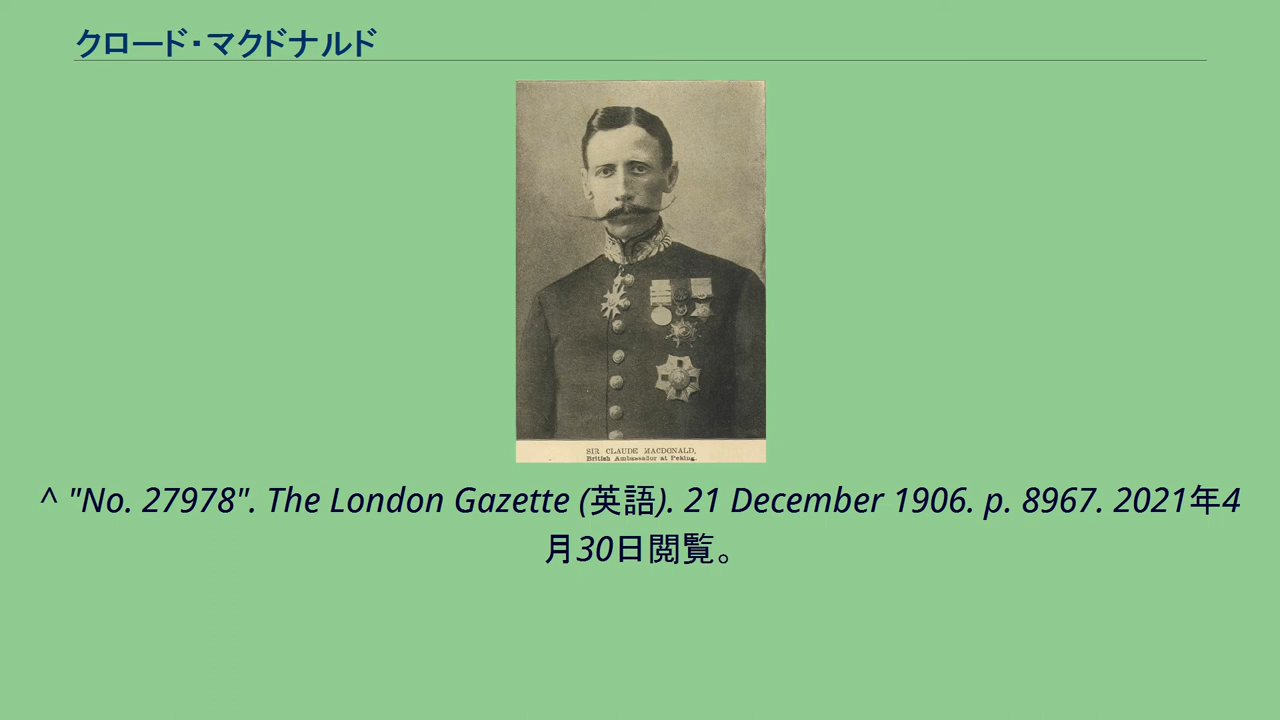 クロード・マクドナルド
SIR CLAUDE MACDONALD,
British Ambassador at Peking.
^ "No. 27978". The London Gazette (英語). 21 December 1906. p. 8967. 2021年4
月30日閲覧。